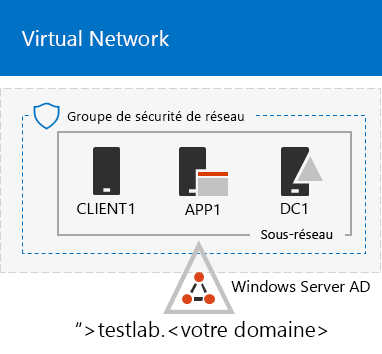 Virtual Network
Groupe de sécurité de réseau
CLIENT1
APP1
DC1
Sous-réseau
Windows Server AD
“>testlab.<votre domaine>